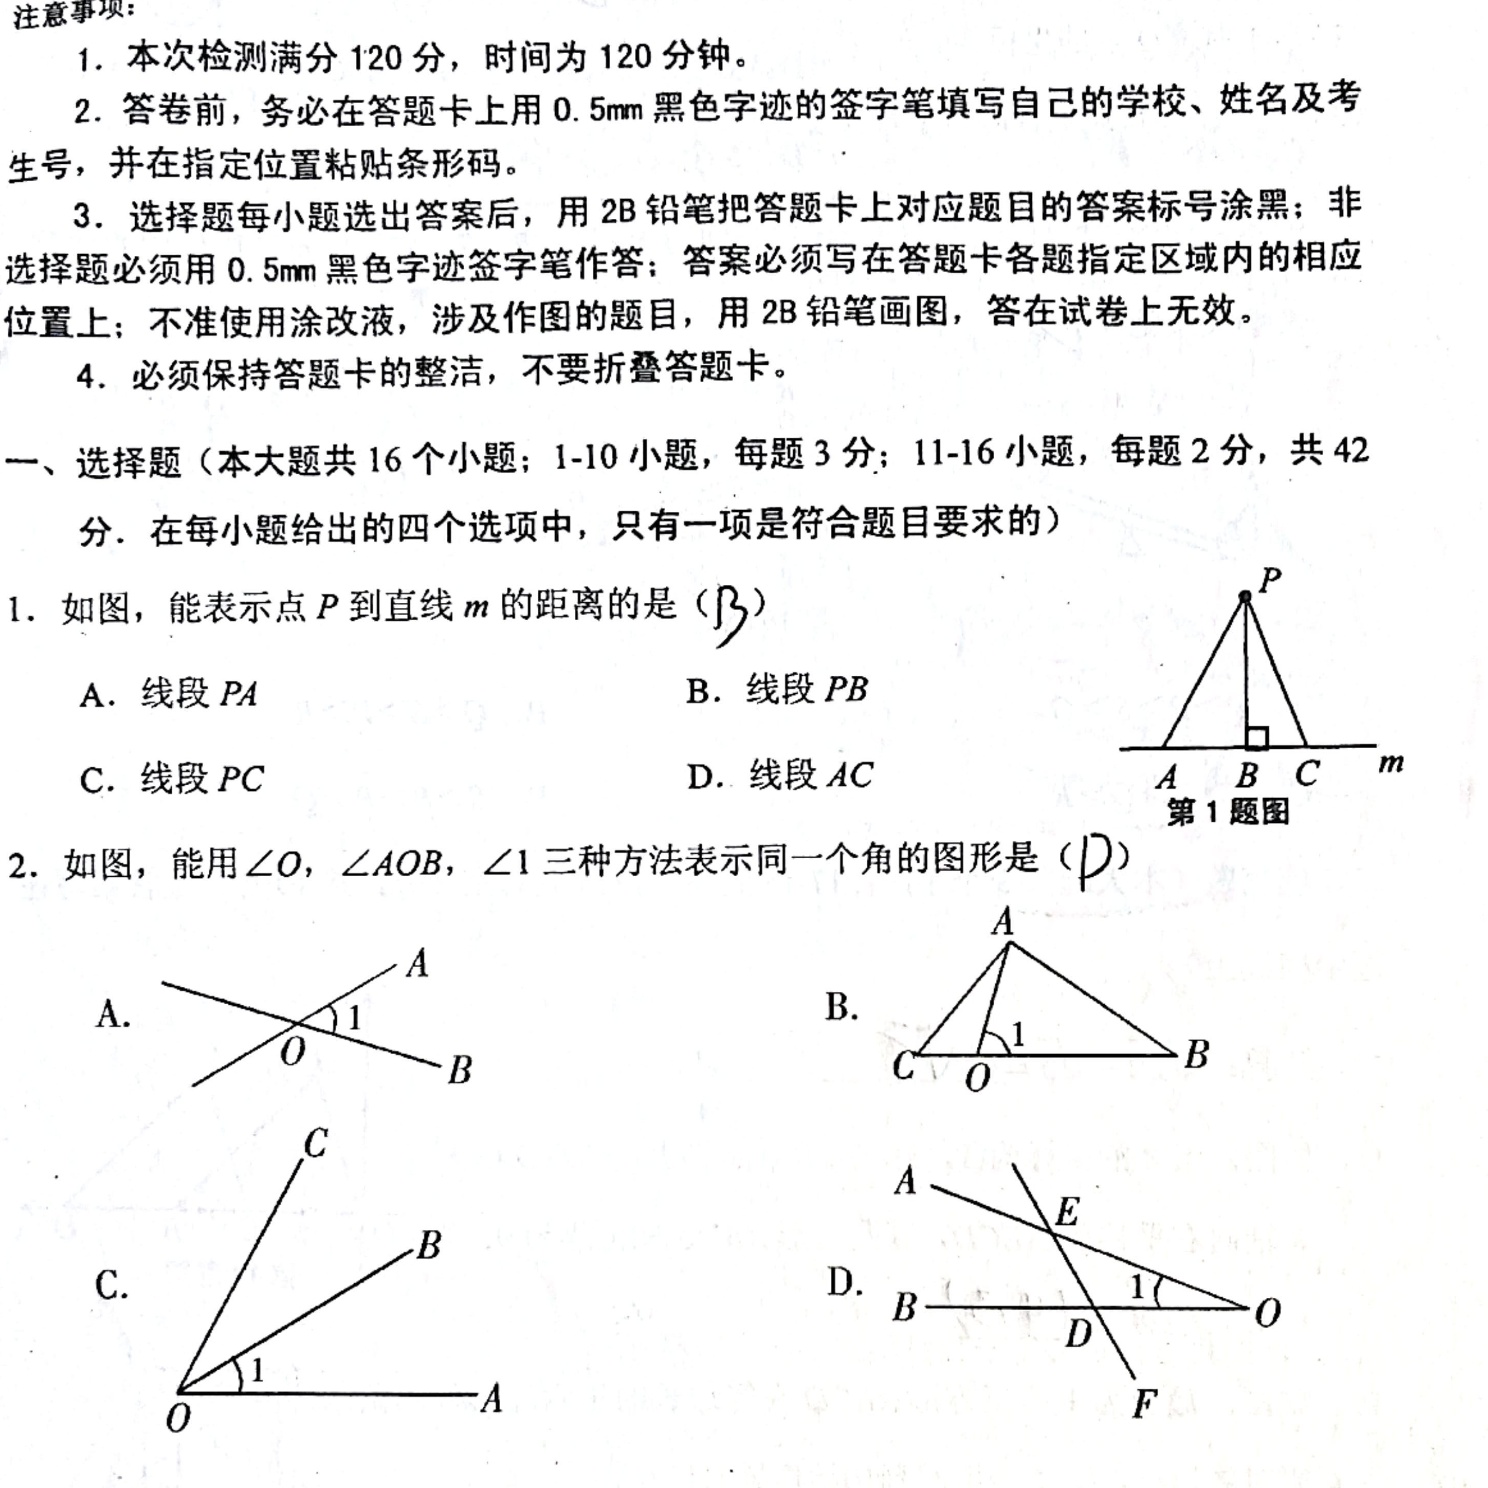 注意事项：
1. 本次检测满分 120 分，时间为 120 分钟。
2. 答卷前，务必在答题卡上用 0.5mm 黑色字迹的签字笔填写自己的学校、姓名及考
生号，并在指定位置粘贴条形码。
3. 选择题每小题选出答案后，用 2B 铅笔把答题卡上对应题目的答案标号涂黑；非
选择题必须用 0.5mm 黑色字迹签字笔作答；答案必须写在答题卡各题指定区域内的相应
位置上；不准使用涂改液，涉及作图的题目，用 2B 铅笔画图，答在试卷上无效。
4. 必须保持答题卡的整洁，不要折叠答题卡。
一、选择题（本大题共 16 个小题；1-10 小题，每题 3 分；11-16 小题，每题 2 分，共 42
分．在每小题给出的四个选项中，只有一项是符合题目要求的）
1. 如图，能表示点 P 到直线 m 的距离的是（B）
A. 线段 PA
B. 线段 PB
C. 线段 PC
D. 线段 AC
P
A B C m
第 1 题图
2. 如图，能用∠O，∠AOB，∠1 三种方法表示同一个角的图形是（D）
A.
A
1
O
B
B.
A
1
C
O
B
C.
C
B
1
O
A
D.
A
E
1
B
D
O
F